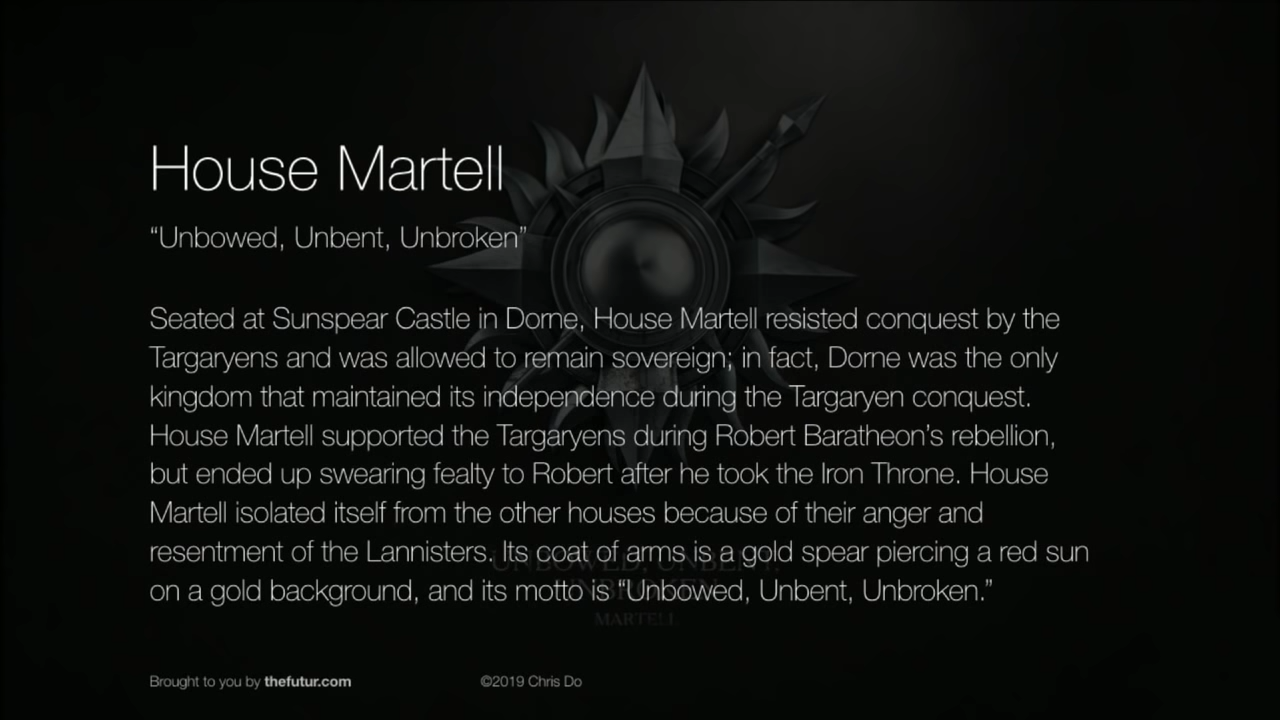 House Martell
“Unbowed, Unbent, Unbroken”
Seated at Sunspear Castle in Dorne, House Martell resisted conquest by the
Targaryens and was allowed to remain sovereign; in fact, Dorne was the only
kingdom that maintained its independence during the Targaryen conquest.
House Martell supported the Targaryens during Robert Baratheon’s rebellion,
but ended up swearing fealty to Robert after he took the Iron Throne. House
Martell isolated itself from the other houses because of their anger and
resentment of the Lannisters. Its coat of arms is a gold spear piercing a red sun
on a gold background, and its motto is “Unbowed, Unbent, Unbroken.”
UNBOWED, UNBENT,
UNBROKEN
MARTELL
Brought to you by thefutur.com
©2019 Chris Do